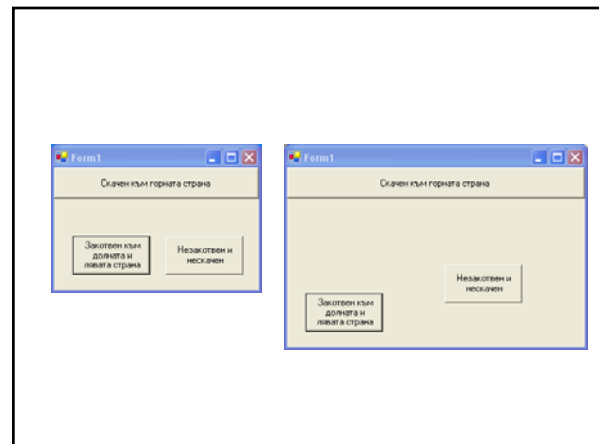 Form1
Скачен към горната страна
Закотвен към
долната и
лявата страна
Незакотвен и
нескачен
Form1
Скачен към горната страна
Незакотвен и
нескачен
Закотвен към
долната и
лявата страна